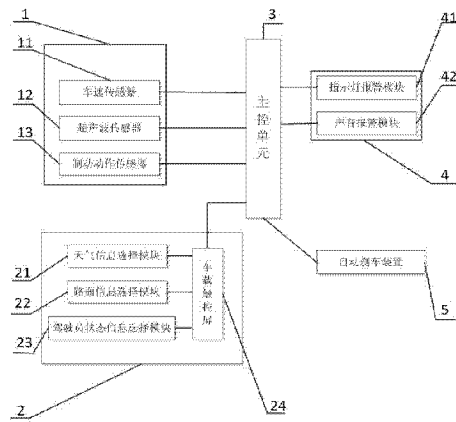 1
11
12
13
车速传感器
超声波传感器
制动动作传感器
3
主控单元
41
42
指示灯报警模块
声音报警模块
4
自动刹车装置
5
21
22
23
天气信息选择模块
路面信息选择模块
驾驶员状态信息选择模块
车载触控屏
2
24